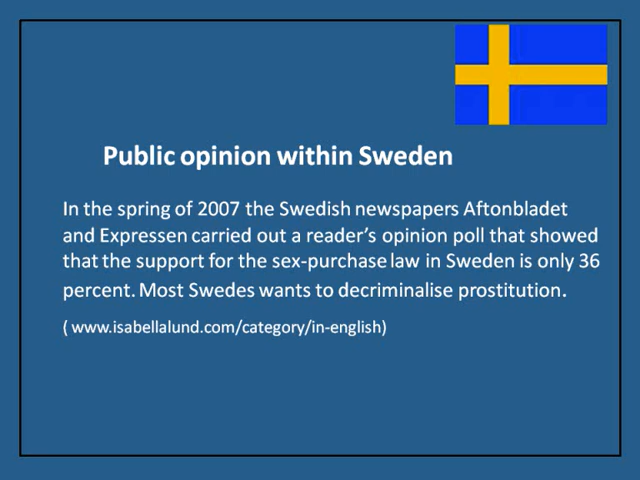 Public opinion within Sweden
In the spring of 2007 the Swedish newspapers Aftonbladet
and Expressen carried out a reader's opinion poll that showed
that the support for the sex-purchase law in Sweden is only 36
percent. Most Swedes wants to decriminalise prostitution.
( www.isabellalund.com/category/in-english)